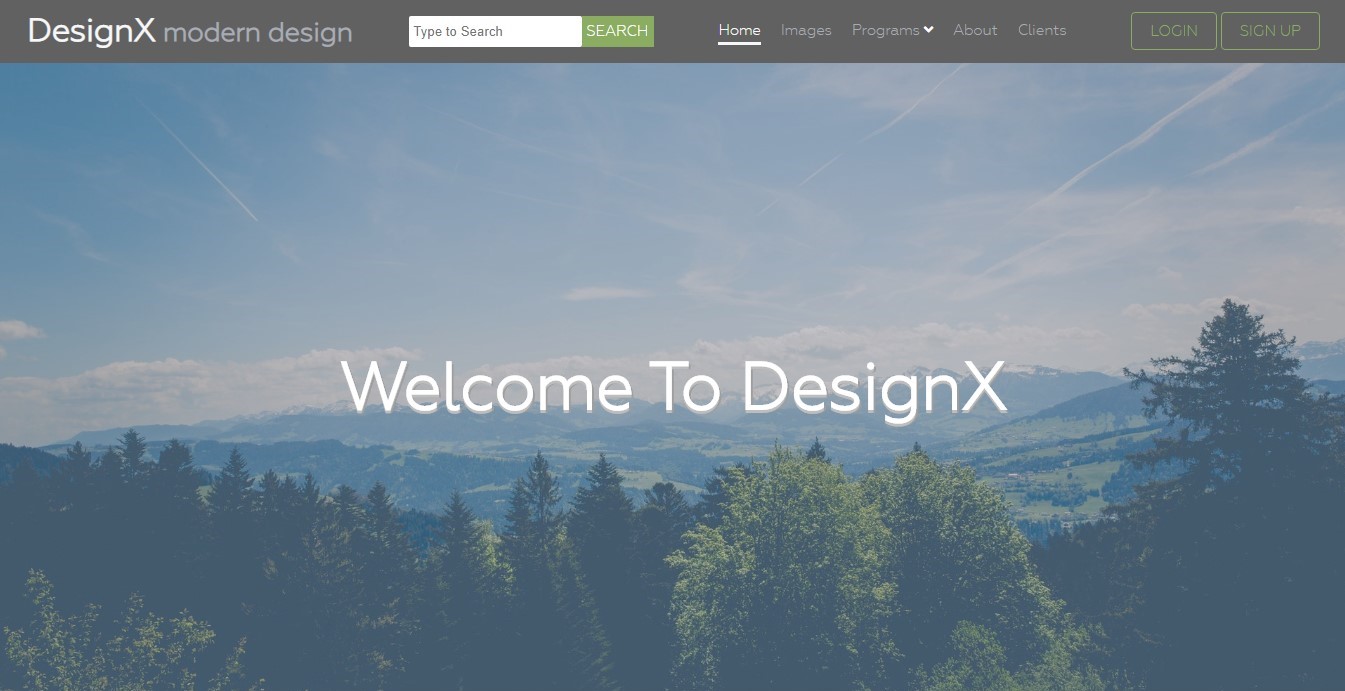 DesignX modern design
Type to Search
SEARCH
Home
Images
Programs
About
Clients
LOGIN
SIGN UP
Welcome To DesignX